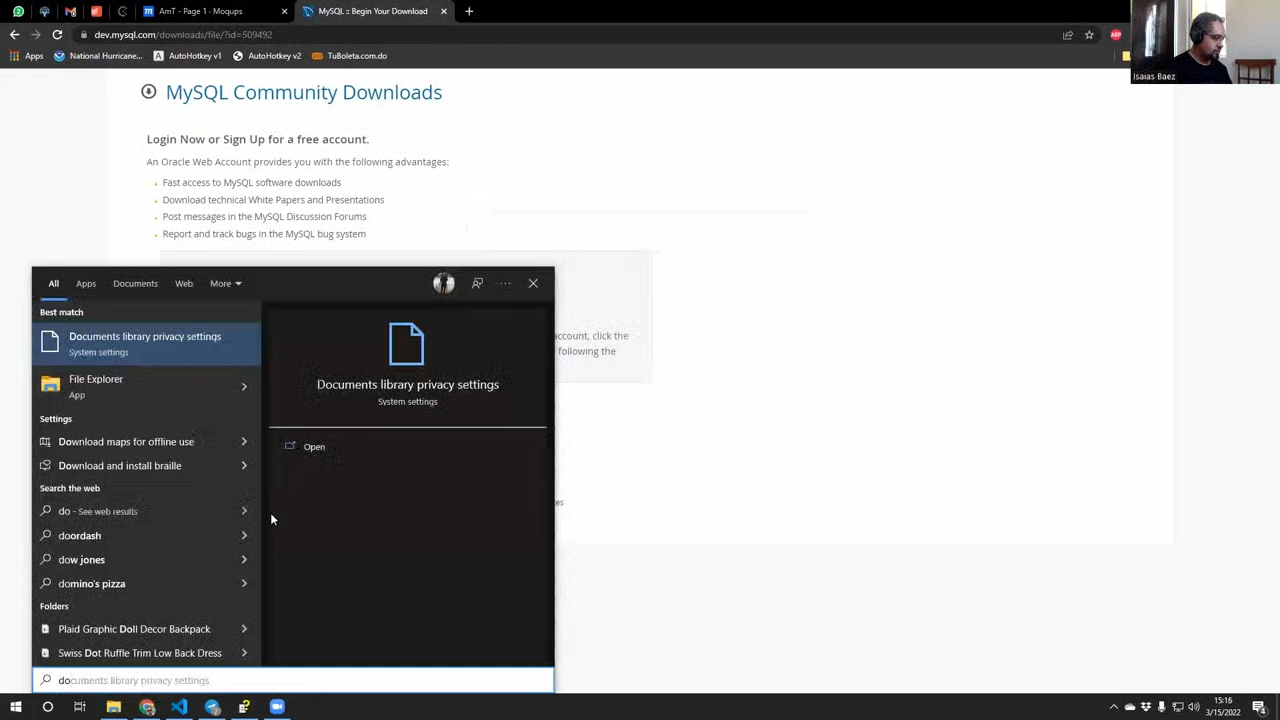 AmT - Page 1 - Moqups
MySQL :: Begin Your Download
dev.mysql.com/downloads/file/?id=509492
Apps
National Hurricane...
AutoHotkey v1
AutoHotkey v2
TuBoleta.com.do
ABP
Isaias Baez
MySQL Community Downloads
Login Now or Sign Up for a free account.
An Oracle Web Account provides you with the following advantages:
Fast access to MySQL software downloads
Download technical White Papers and Presentations
Post messages in the MySQL Discussion Forums
Report and track bugs in the MySQL bug system
account, click the
following the
All
Apps
Documents
Web
More
Best match
Documents library privacy settings
System settings
File Explorer
App
Settings
Download maps for offline use
Download and install braille
Search the web
do - See web results
doordash
dow jones
domino's pizza
Folders
Plaid Graphic Doll Decor Backpack
Swiss Dot Ruffle Trim Low Back Dress
Documents library privacy settings
System settings
Open
documents library privacy settings
15:16
3/15/2022
4